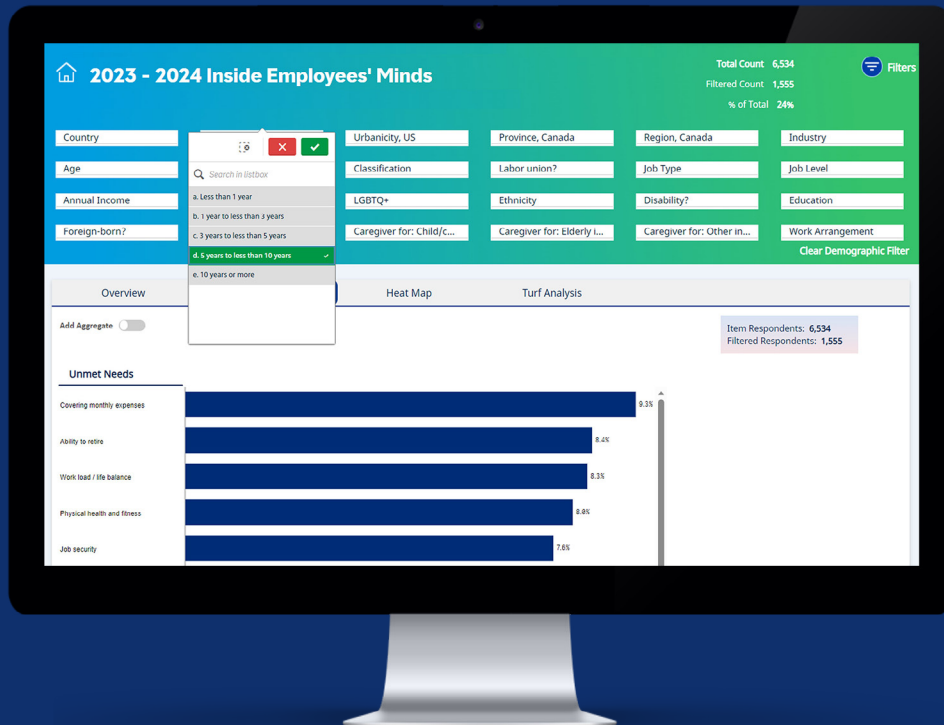 2023 - 2024 Inside Employees' Minds
Total Count 6,534
Filtered Count 1,555
% of Total 24%
Filters
Country
Urbanicity, US
Province, Canada
Region, Canada
Industry
Age
Search in listbox
Classification
Labor union?
Job Type
Job Level
Annual Income
a. Less than 1 year
b. 1 year to less than 3 years
c. 3 years to less than 5 years
d. 5 years to less than 10 years
e. 10 years or more
LGBTQ+
Ethnicity
Disability?
Education
Foreign-born?
Caregiver for: Child/c...
Caregiver for: Elderly i...
Caregiver for: Other in...
Work Arrangement
Clear Demographic Filter
Overview
Heat Map
Turf Analysis
Add Aggregate
Item Respondents: 6,534
Filtered Respondents: 1,555
Unmet Needs
Covering monthly expenses 9.3%
Ability to retire 8.4%
Work load / life balance 8.3%
Physical health and fitness 8.0%
Job security 7.6%